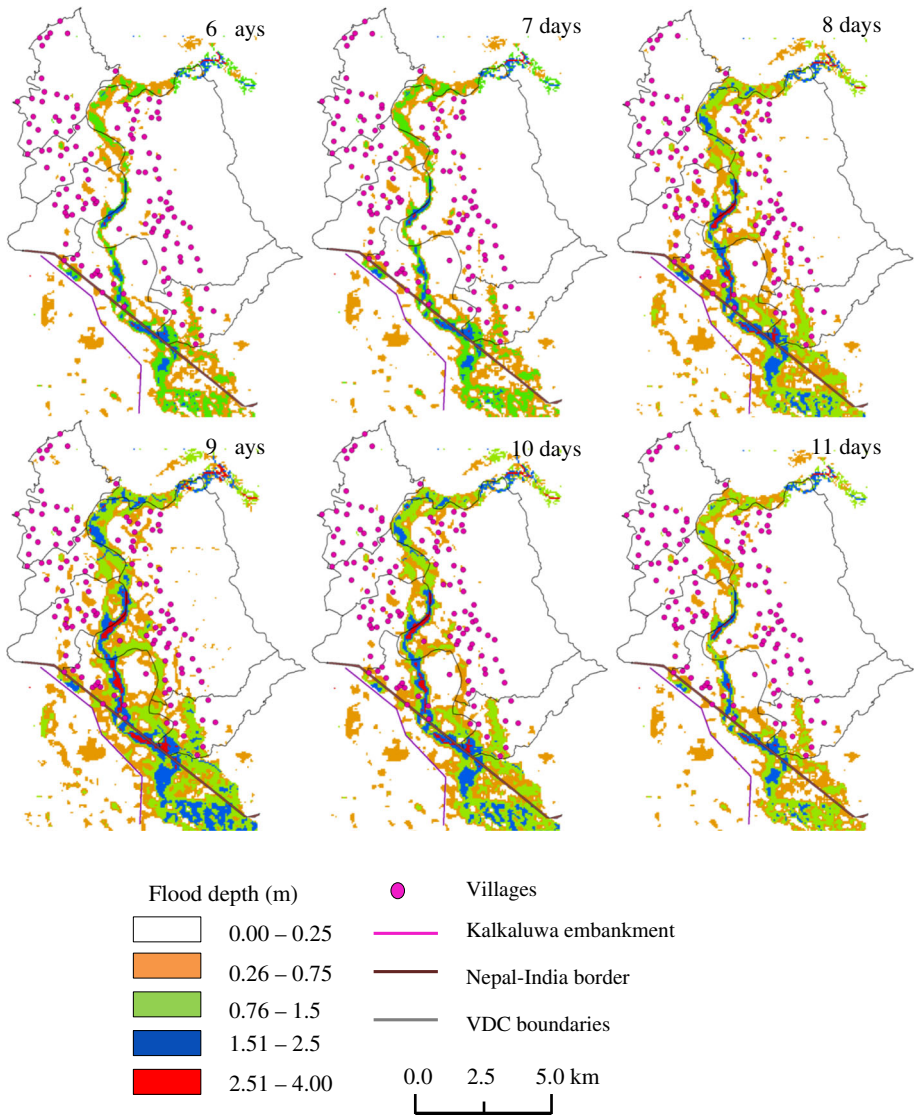 6 ays
7 days
8 days
9 ays
10 days
11 days
Flood depth (m)
0.00 – 0.25
0.26 – 0.75
0.76 – 1.5
1.51 – 2.5
2.51 – 4.00
Villages
Kalkaluwa embankment
Nepal-India border
VDC boundaries
0.0 2.5 5.0 km